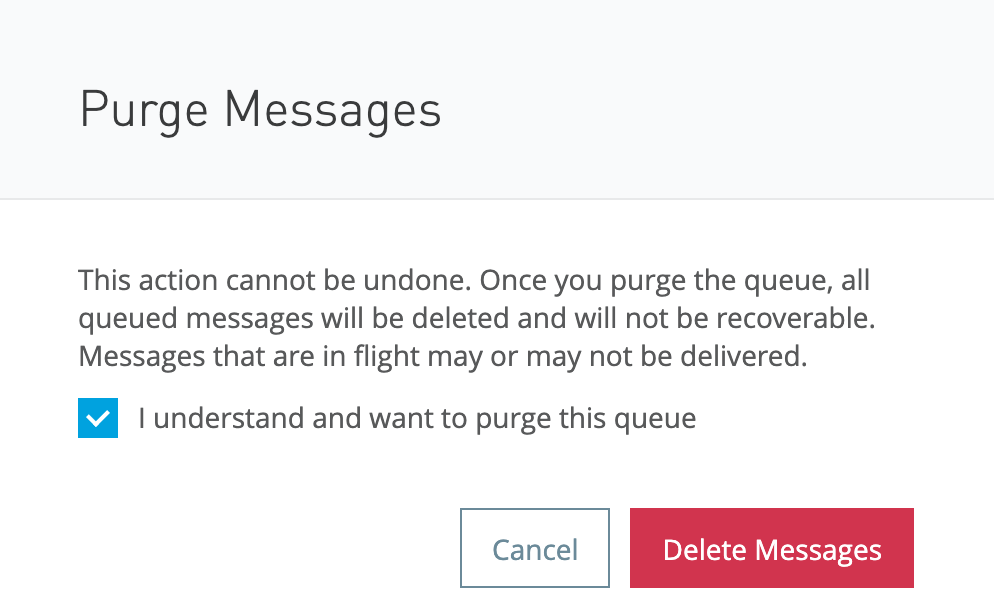 Purge Messages
This action cannot be undone. Once you purge the queue, all
queued messages will be deleted and will not be recoverable.
Messages that are in flight may or may not be delivered.
I understand and want to purge this queue
Cancel
Delete Messages